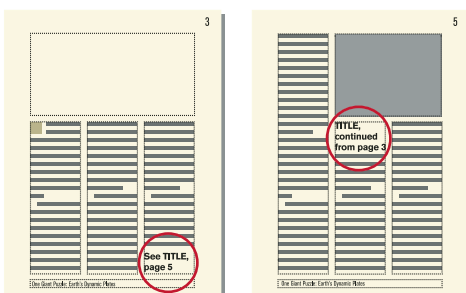 3
See TITLE,
page 5
One Giant Puzzle: Earth's Dynamic Plates
5
TITLE,
continued
from page 3
One Giant Puzzle: Earth's Dynamic Plates